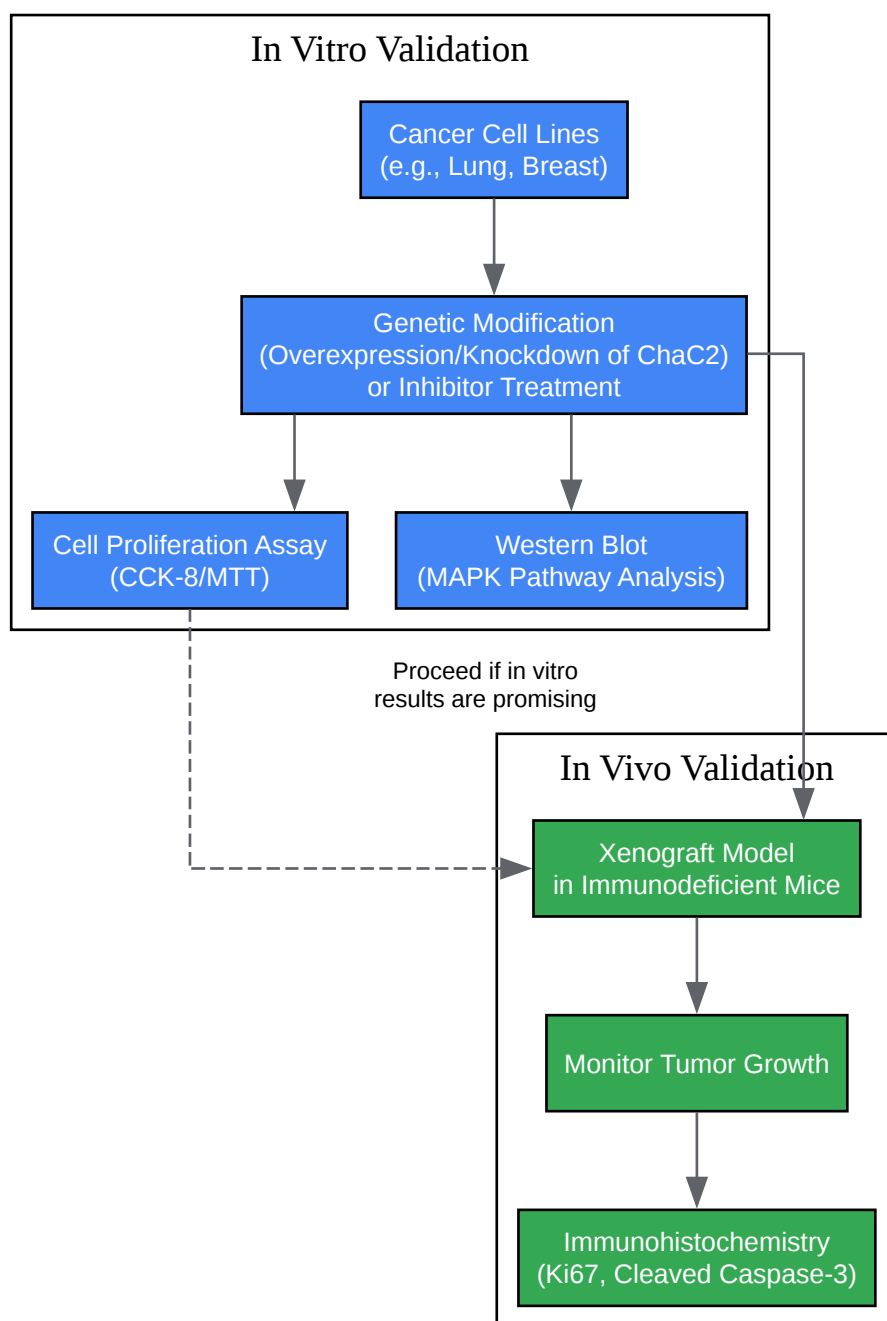 In Vitro Validation
Cancer Cell Lines
(e.g., Lung, Breast)
Genetic Modification
(Overexpression/Knockdown of ChaC2)
or Inhibitor Treatment
Cell Proliferation Assay
(CCK-8/MTT)
Western Blot
(MAPK Pathway Analysis)
Proceed if in vitro
results are promising
In Vivo Validation
Xenograft Model
in Immunodeficient Mice
Monitor Tumor Growth
Immunohistochemistry
(Ki67, Cleaved Caspase-3)